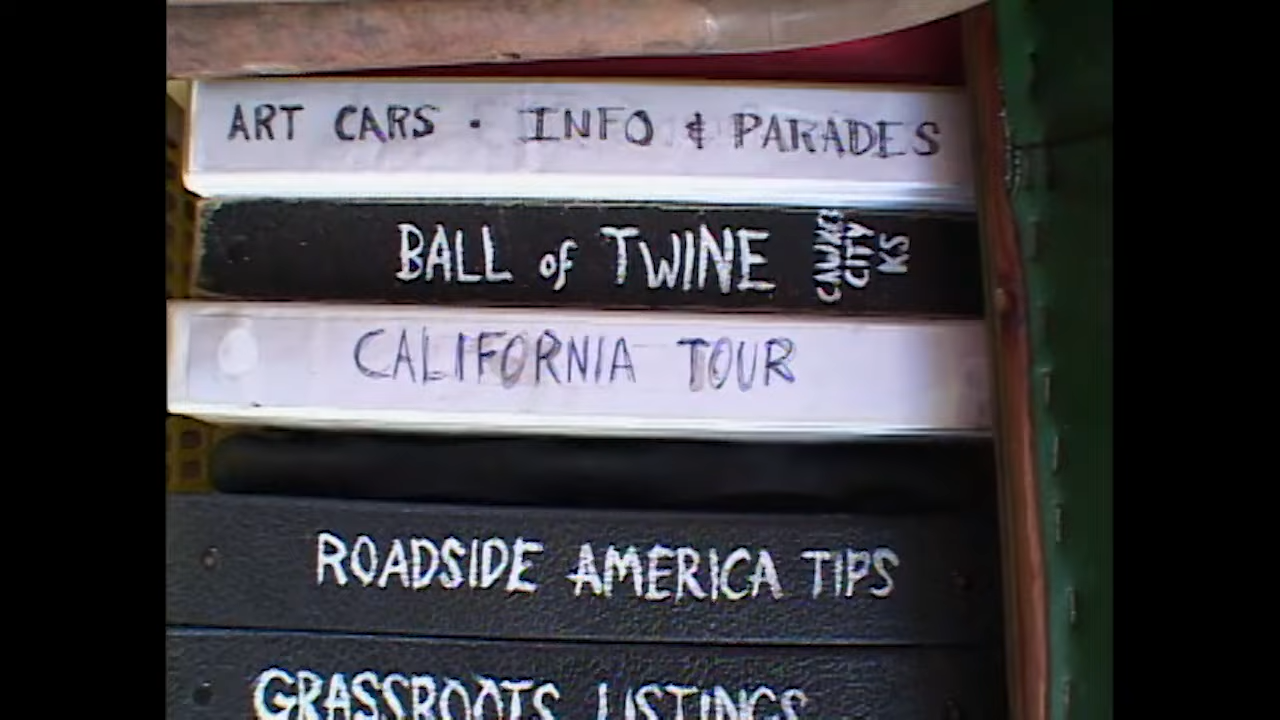 ART CARS · INFO & PARADES
BALL of TWINE
CAWKER
CITY
KS
CALIFORNIA TOUR
ROADSIDE AMERICA TIPS
GRASSROOTS LISTINGS